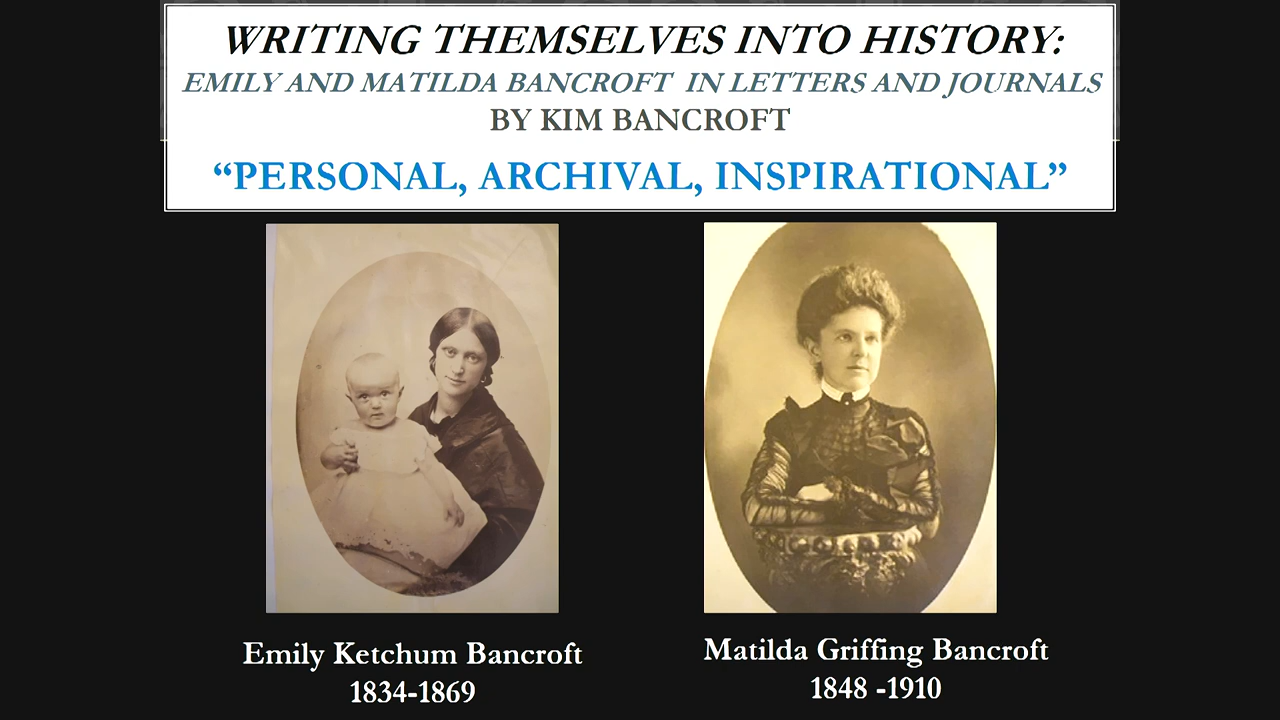 WRITING THEMSELVES INTO HISTORY:
EMILY AND MATILDA BANCROFT IN LETTERS AND JOURNALS
BY KIM BANCROFT
“PERSONAL, ARCHIVAL, INSPIRATIONAL”
Emily Ketchum Bancroft
1834-1869
Matilda Griffing Bancroft
1848 -1910